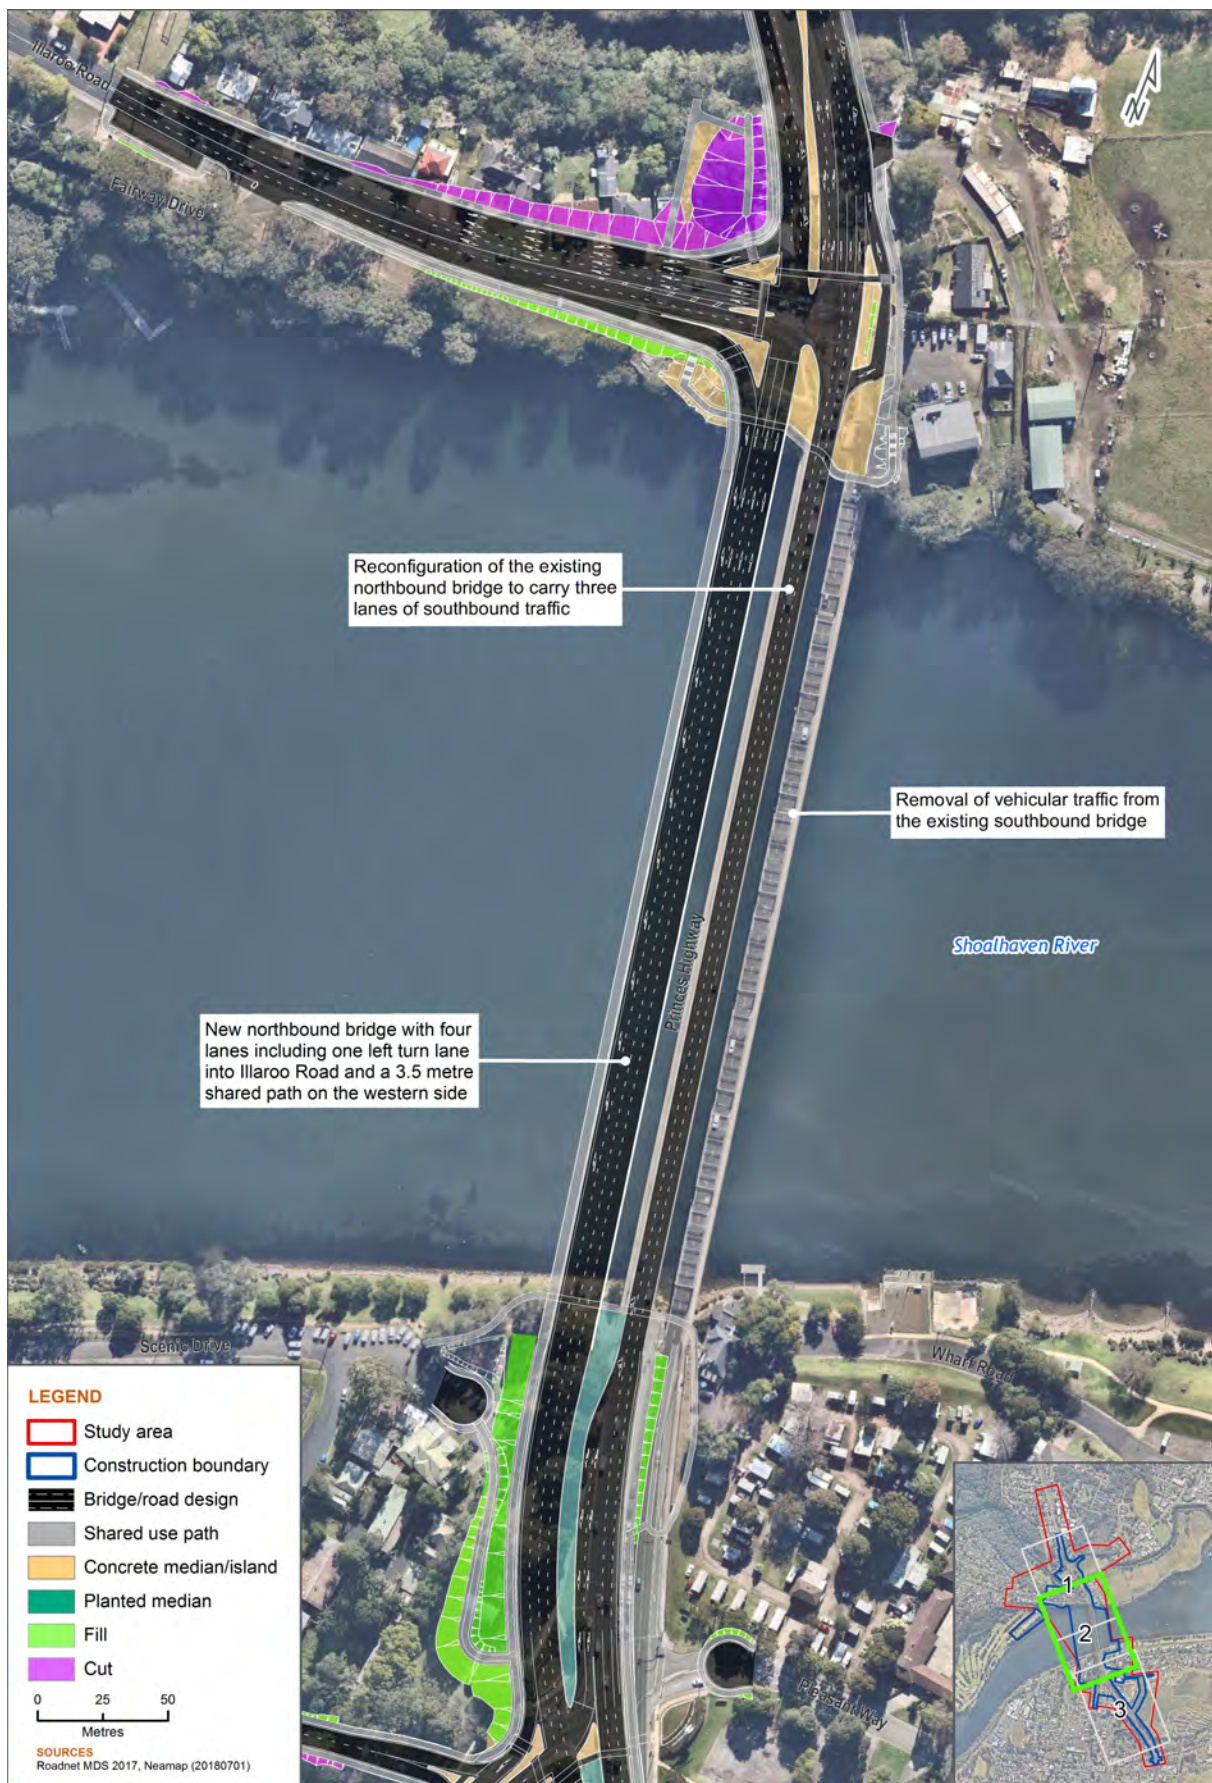 Illaroo Road
Fairway Drive
N
Reconfiguration of the existing
northbound bridge to carry three
lanes of southbound traffic
Removal of vehicular traffic from
the existing southbound bridge
Princes Highway
Shoalhaven River
New northbound bridge with four
lanes including one left turn lane
into Illaroo Road and a 3.5 metre
shared path on the western side
Scenic Drive
Wharf Road
Pleasant Way
LEGEND
Study area
Construction boundary
Bridge/road design
Shared use path
Concrete median/island
Planted median
Fill
Cut
0 25 50
Metres
SOURCES
Roadnet MDS 2017, Neamap (20180701)
1
2
3